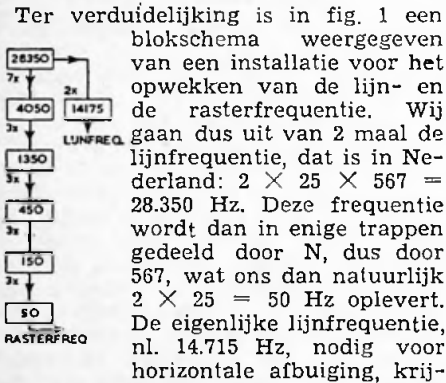 Ter verduidelijking is in fig. 1 een
blokschema weergegeven
van een installatie voor het
opwekken van de lijn- en
de rasterfrequentie. Wij
gaan dus uit van 2 maal de
lijnfrequentie, dat is in Ne-
derland: 2 × 25 × 567 =
28.350 Hz. Deze frequentie
wordt dan in enige trappen
gedeeld door N, dus door
567, wat ons dan natuurlijk
2 × 25 = 50 Hz oplevert.
De eigenlijke lijnfrequentie,
nl. 14.715 Hz, nodig voor
horizontale afbuiging, krij-
28350
7x
2x
4050
14175
3x
LIJNFREQ.
1350
3x
450
3x
150
3x
50
RASTERFREQ